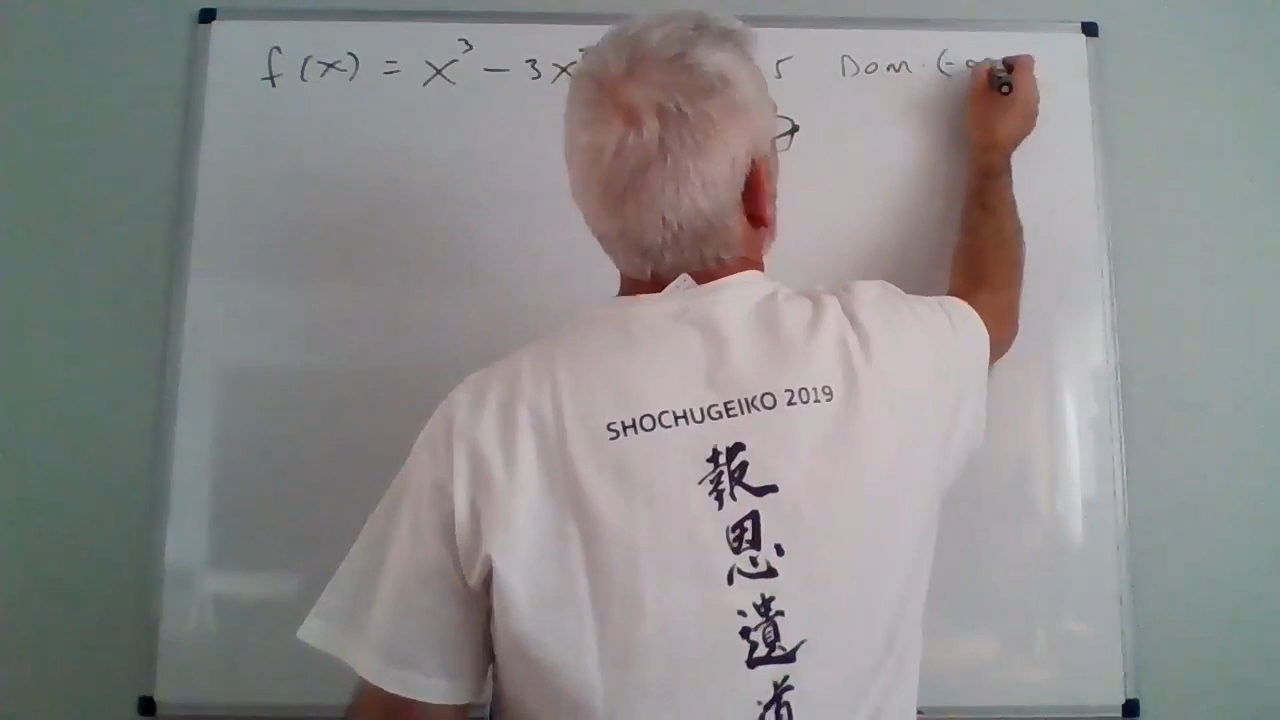 f(x) = x³ - 3x 5 Dom. (-∞
SHOCHUGEIKO 2019
報
恩
遺